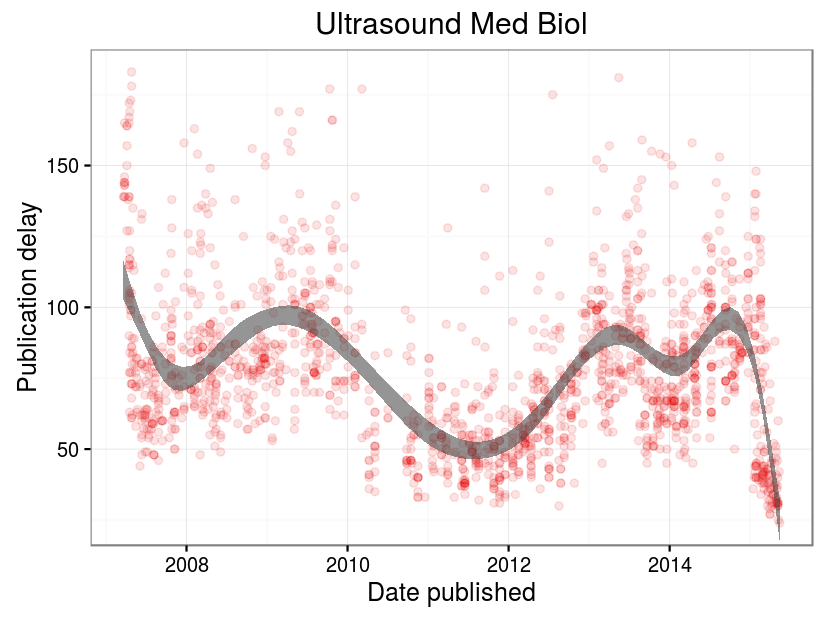 Ultrasound Med Biol
Publication delay
150
100
50
2008 2010 2012 2014
Date published